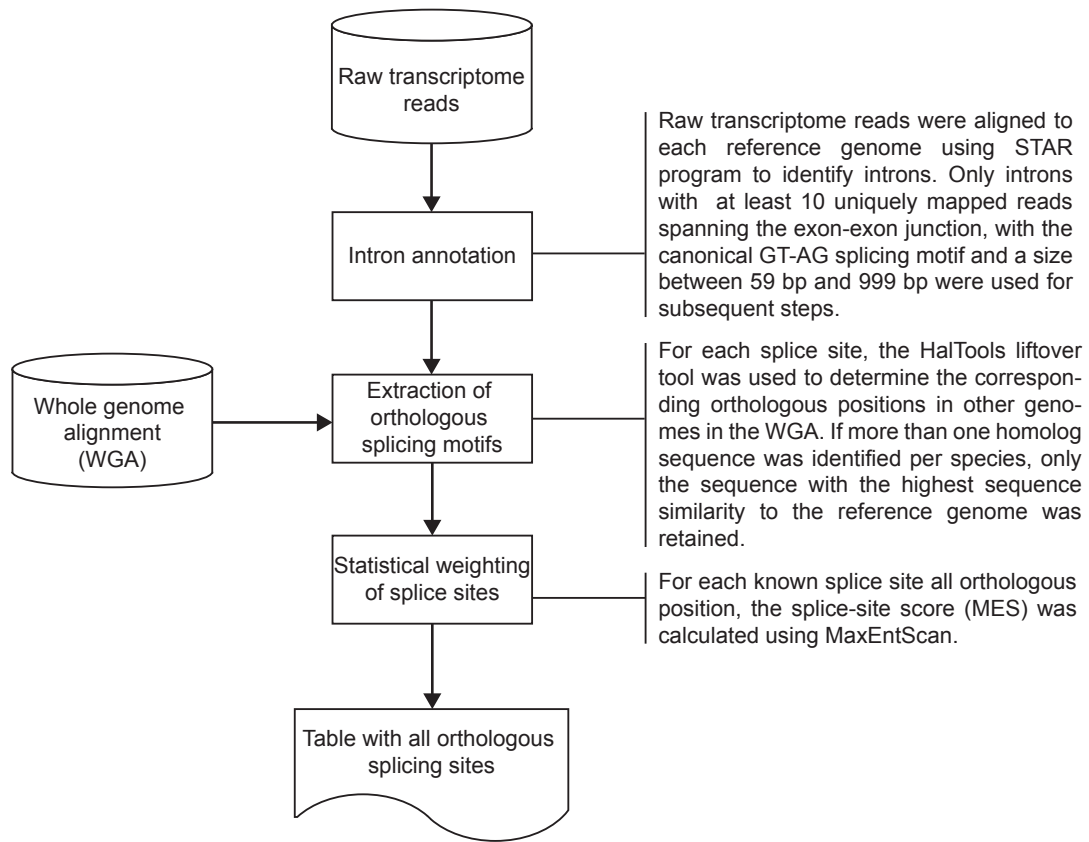 Raw transcriptome
reads
Raw transcriptome reads were aligned to
each reference genome using STAR
program to identify introns. Only introns
with at least 10 uniquely mapped reads
spanning the exon-exon junction, with the
canonical GT-AG splicing motif and a size
between 59 bp and 999 bp were used for
subsequent steps.
Intron annotation
Whole genome
alignment
(WGA)
Extraction of
orthologous
splicing motifs
For each splice site, the HalTools liftover
tool was used to determine the correspon-
ding orthologous positions in other geno-
mes in the WGA. If more than one homolog
sequence was identified per species, only
the sequence with the highest sequence
similarity to the reference genome was
retained.
Statistical weighting
of splice sites
For each known splice site all orthologous
position, the splice-site score (MES) was
calculated using MaxEntScan.
Table with all orthologous
splicing sites